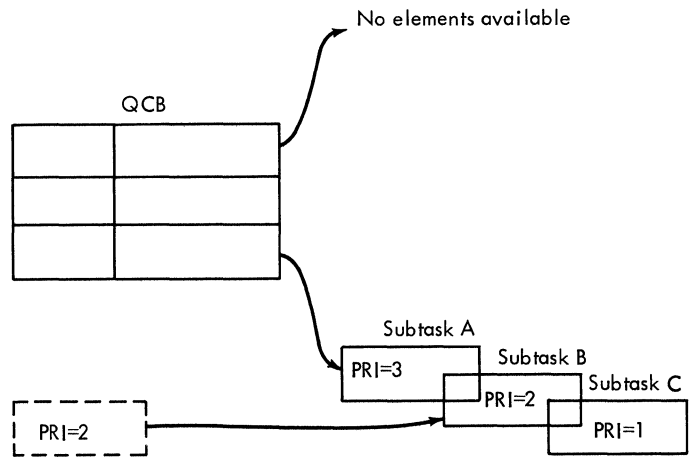 No elements available
QCB
Subtask A
PRI=3
Subtask B
PRI=2
Subtask C
PRI=1
PRI=2